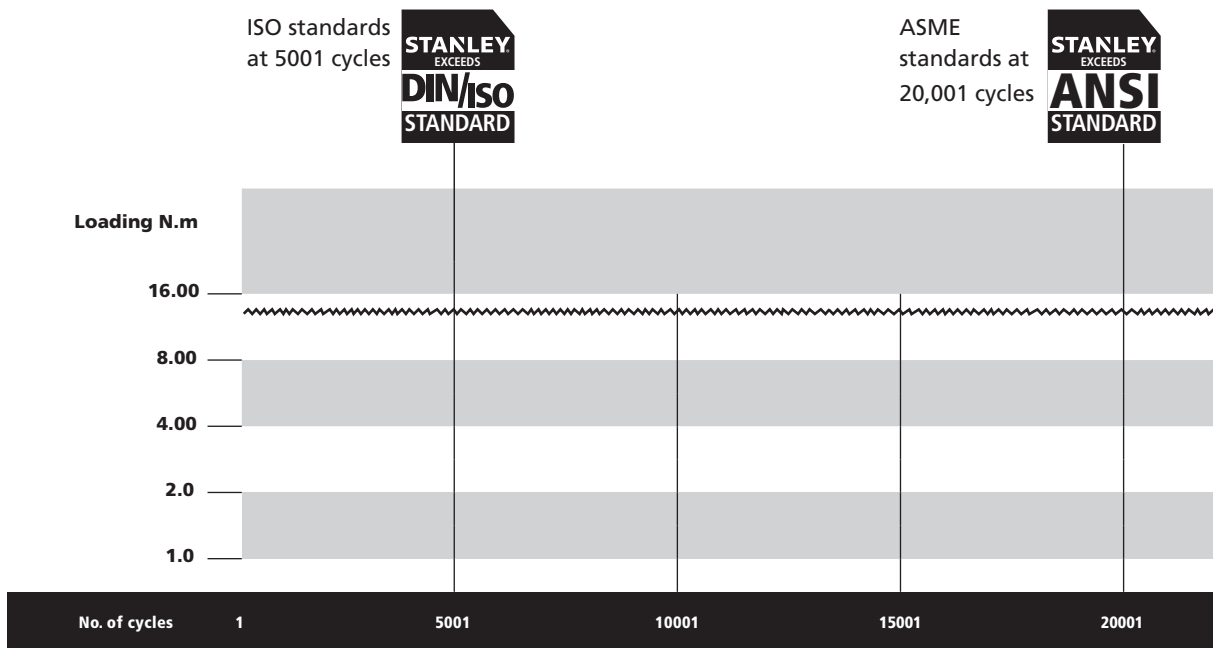 ISO standards
at 5001 cycles
STANLEY
EXCEEDS
DIN/ISO
STANDARD
ASME
standards at
20,001 cycles
STANLEY
EXCEEDS
ANSI
STANDARD
Loading N.m
16.00
8.00
4.00
2.0
1.0
No. of cycles 1 5001 10001 15001 20001